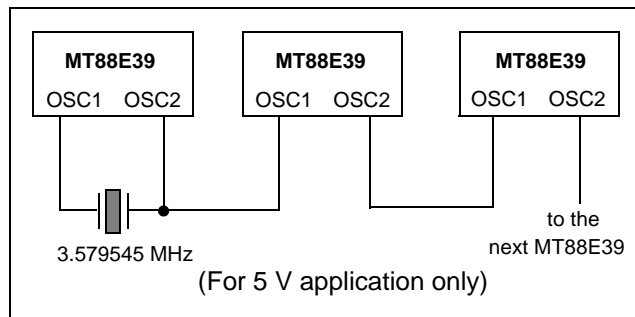 MT88E39 MT88E39 MT88E39
OSC1 OSC2 OSC1 OSC2 OSC1 OSC2
3.579545 MHz
to the
next MT88E39
(For 5 V application only)